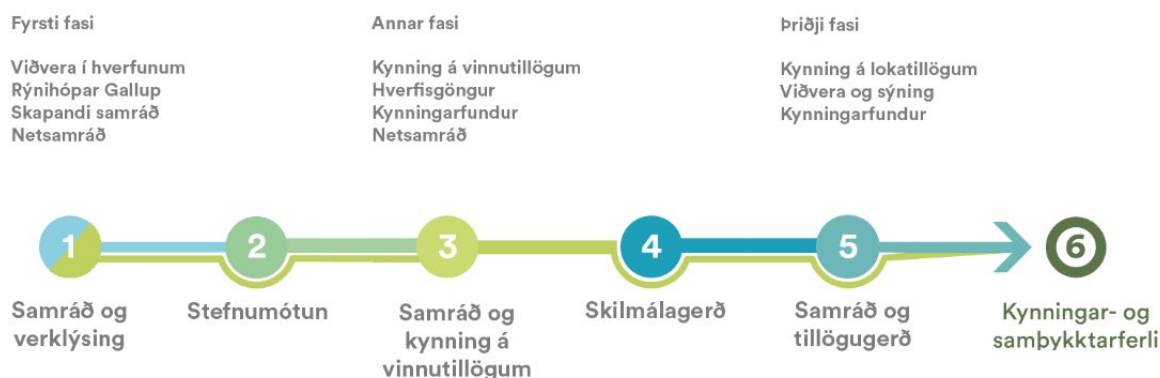 Fyrsti fasi
Viðvera í hverfunum
Rýnihópar Gallup
Skapandi samráð
Netsamráð
Annar fasi
Kynning á vinnutillögum
Hverfisgöngur
Kynningarfundur
Netsamráð
Þriðji fasi
Kynning á lokatillögum
Viðvera og sýning
Kynningarfundur
1
Samráð og
verklýsing
2
Stefnumótun
3
Samráð og
kynning á
vinnutillögum
4
Skilmálagerð
5
Samráð og
tillögugerð
6
Kynningar- og
samþykktarferli